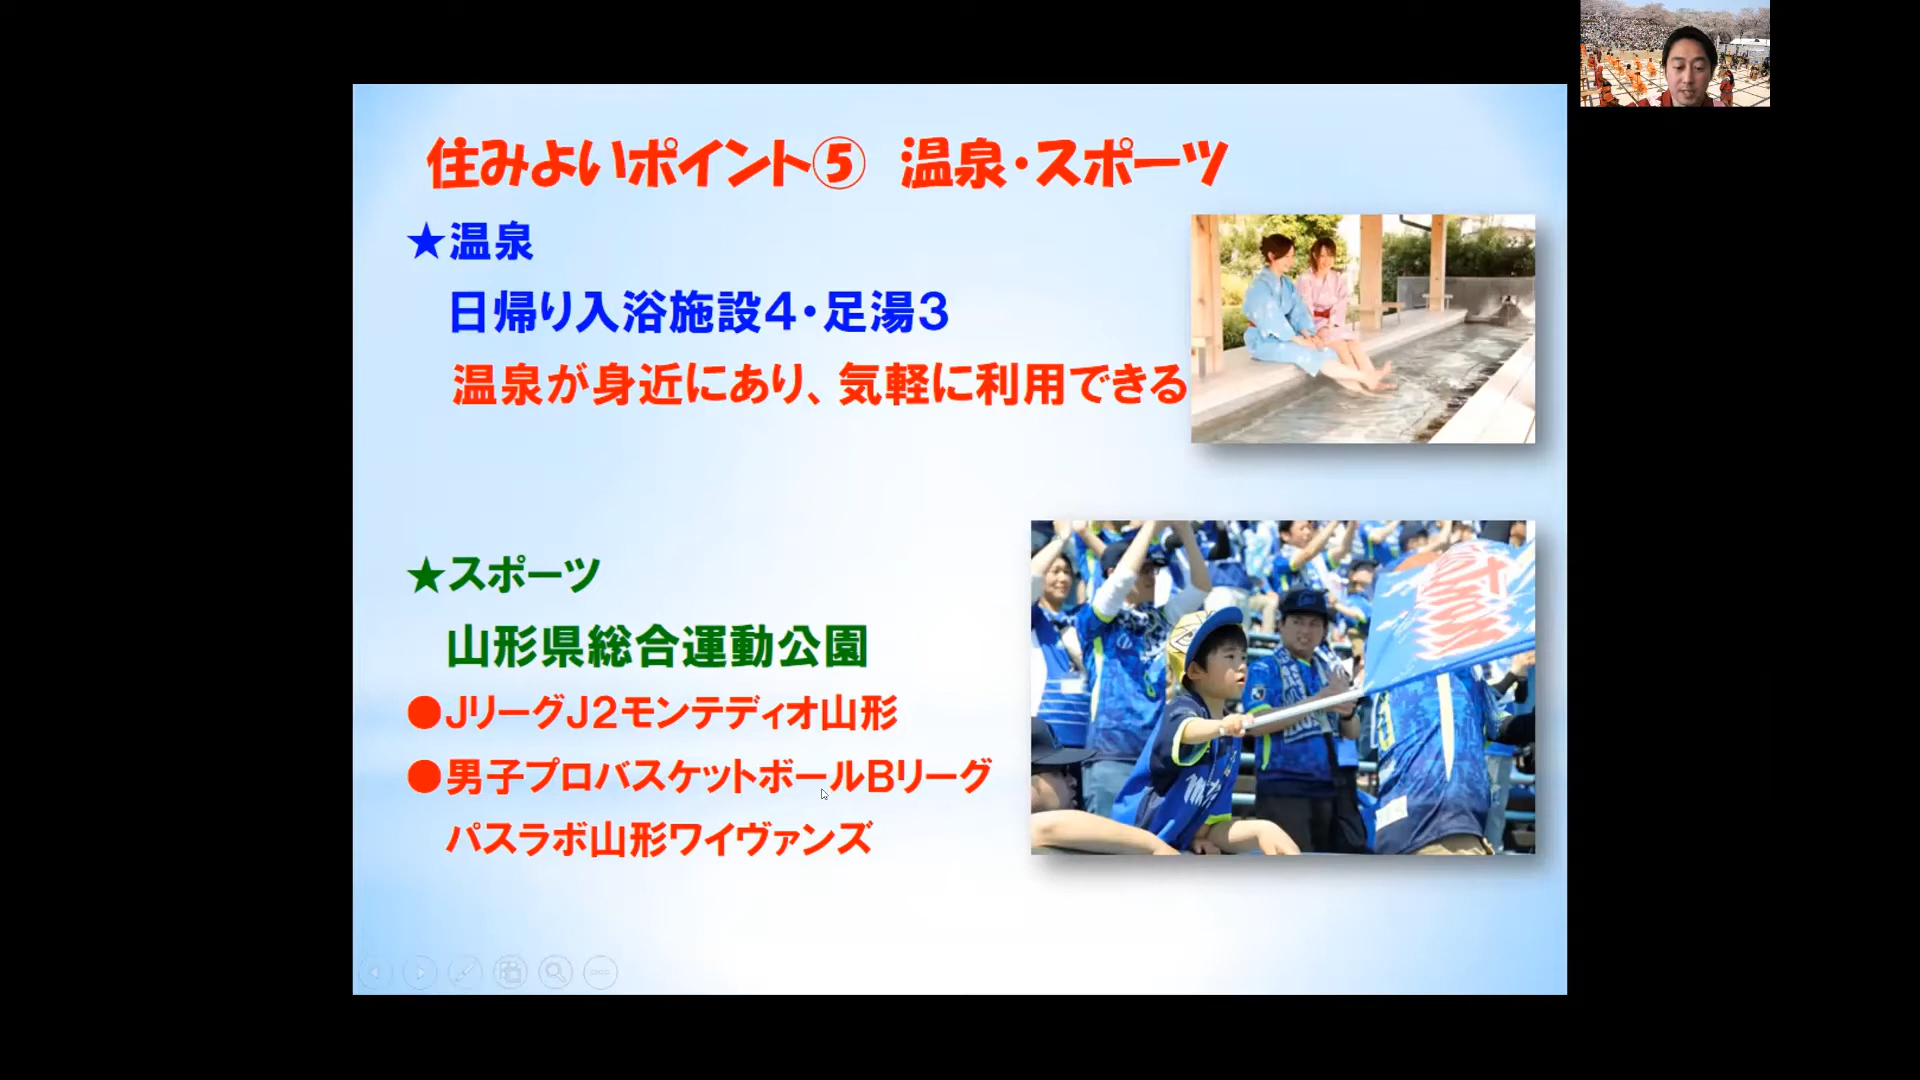 住みよいポイント⑤　温泉・スポーツ
★温泉
日帰り入浴施設4・足湯3
温泉が身近にあり、気軽に利用できる
★スポーツ
山形県総合運動公園
●JリーグJ2モンテディオ山形
●男子プロバスケットボールBリーグ
パスラボ山形ワイヴァンズ